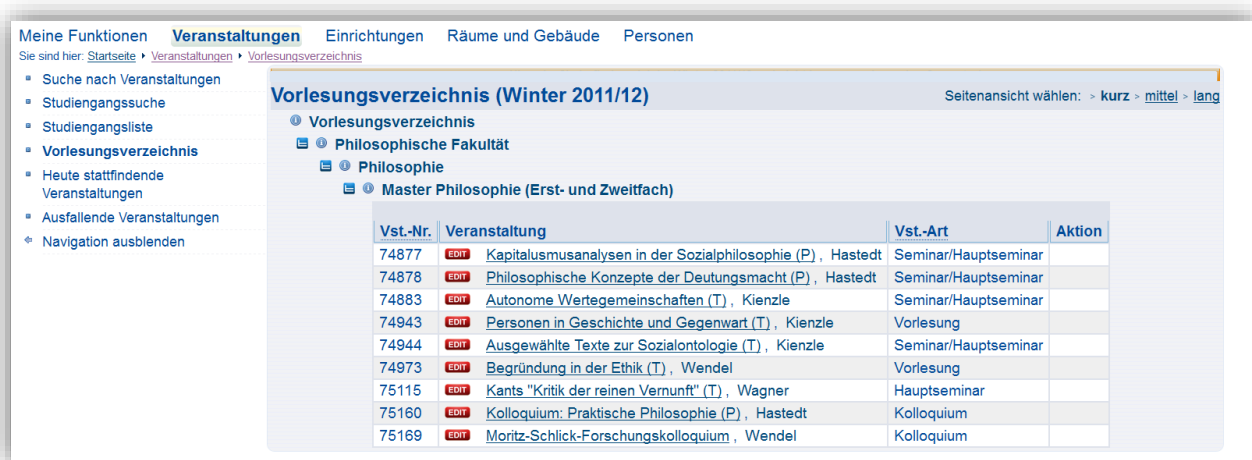 Meine Funktionen Veranstaltungen Einrichtungen Räume und Gebäude Personen
Sie sind hier: Startseite Veranstaltungen Vorlesungsverzeichnis
Suche nach Veranstaltungen
Studiengangssuche
Studiengangsliste
Vorlesungsverzeichnis
Heute stattfindende
Veranstaltungen
Ausfallende Veranstaltungen
Navigation ausblenden
Vorlesungsverzeichnis (Winter 2011/12) Seitenansicht wählen: > kurz > mittel > lang
Vorlesungsverzeichnis
Philosophische Fakultät
Philosophie
Master Philosophie (Erst- und Zweitfach)
Vst.-Nr. Veranstaltung Vst.-Art Aktion
74877 EDIT Kapitalusmusanalysen in der Sozialphilosophie (P) , Hastedt Seminar/Hauptseminar
74878 EDIT Philosophische Konzepte der Deutungsmacht (P) , Hastedt Seminar/Hauptseminar
74883 EDIT Autonome Wertegemeinschaften (T) , Kienzle Seminar/Hauptseminar
74943 EDIT Personen in Geschichte und Gegenwart (T) , Kienzle Vorlesung
74944 EDIT Ausgewählte Texte zur Sozialontologie (T) , Kienzle Seminar/Hauptseminar
74973 EDIT Begründung in der Ethik (T) , Wendel Vorlesung
75115 EDIT Kants "Kritik der reinen Vernunft" (T) , Wagner Hauptseminar
75160 EDIT Kolloquium: Praktische Philosophie (P) , Hastedt Kolloquium
75169 EDIT Moritz-Schlick-Forschungskolloquium , Wendel Kolloquium